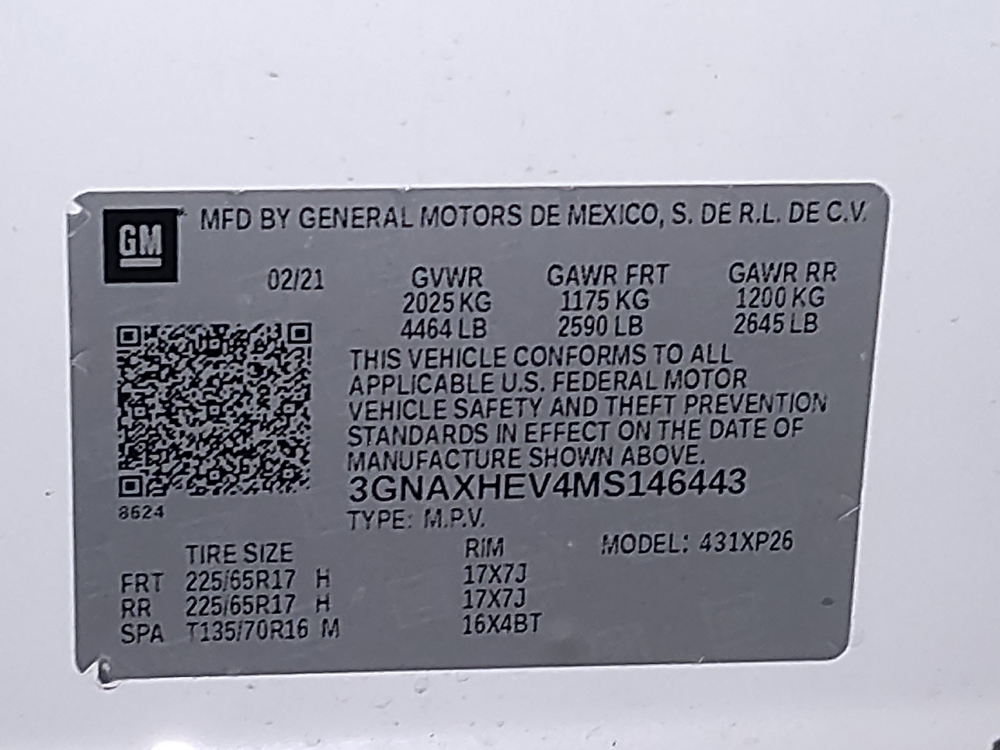 GM
MFD BY GENERAL MOTORS DE MEXICO, S. DE R.L. DE C.V.
02/21 GVWR GAWR FRT GAWR RR
2025 KG 1175 KG 1200 KG
4464 LB 2590 LB 2645 LB
THIS VEHICLE CONFORMS TO ALL
APPLICABLE U.S. FEDERAL MOTOR
VEHICLE SAFETY AND THEFT PREVENTION
STANDARDS IN EFFECT ON THE DATE OF
MANUFACTURE SHOWN ABOVE.
3GNAXHEV4MS146443
8624
TYPE: M.P.V.
TIRE SIZE RIM MODEL: 431XP26
FRT 225/65R17 H 17X7J
RR 225/65R17 H 17X7J
SPA T135/70R16 M 16X4BT